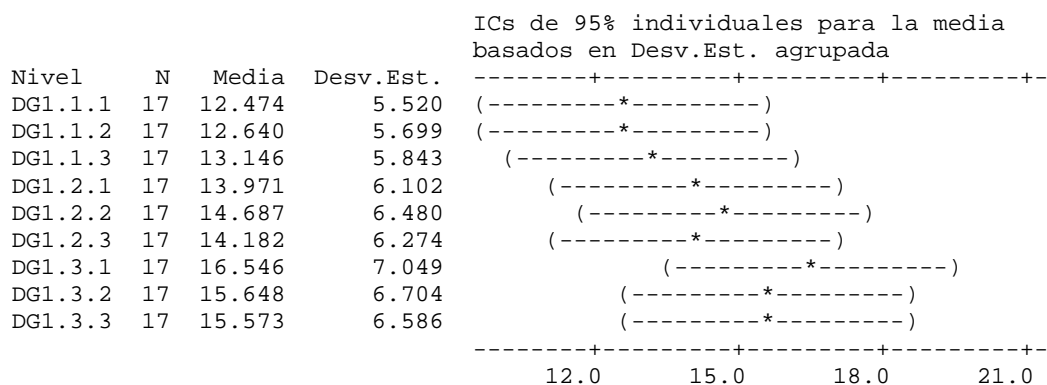 ICs de 95% individuales para la media
basados en Desv.Est. agrupada
Nivel N Media Desv.Est. --------+---------+---------+---------+-
DG1.1.1 17 12.474 5.520 (---------*---------)
DG1.1.2 17 12.640 5.699 (---------*---------)
DG1.1.3 17 13.146 5.843 (---------*---------)
DG1.2.1 17 13.971 6.102 (---------*---------)
DG1.2.2 17 14.687 6.480 (---------*---------)
DG1.2.3 17 14.182 6.274 (---------*---------)
DG1.3.1 17 16.546 7.049 (---------*---------)
DG1.3.2 17 15.648 6.704 (---------*---------)
DG1.3.3 17 15.573 6.586 (---------*---------)
--------+---------+---------+---------+-
12.0 15.0 18.0 21.0